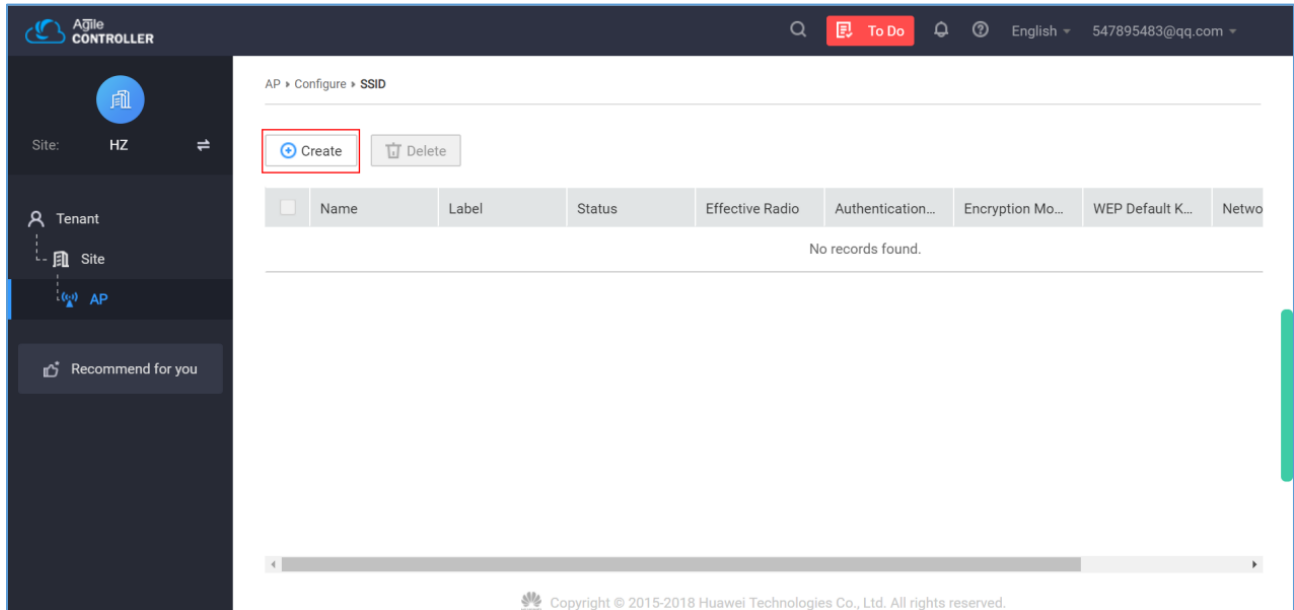 Agile
CONTROLLER
To Do
English
547895483@qq.com
AP ▸ Configure ▸ SSID
Site: HZ
Create
Delete
Name Label Status Effective Radio Authentication... Encryption Mo... WEP Default K... Netwo
No records found.
Tenant
Site
AP
Recommend for you
Copyright © 2015-2018 Huawei Technologies Co., Ltd. All rights reserved.